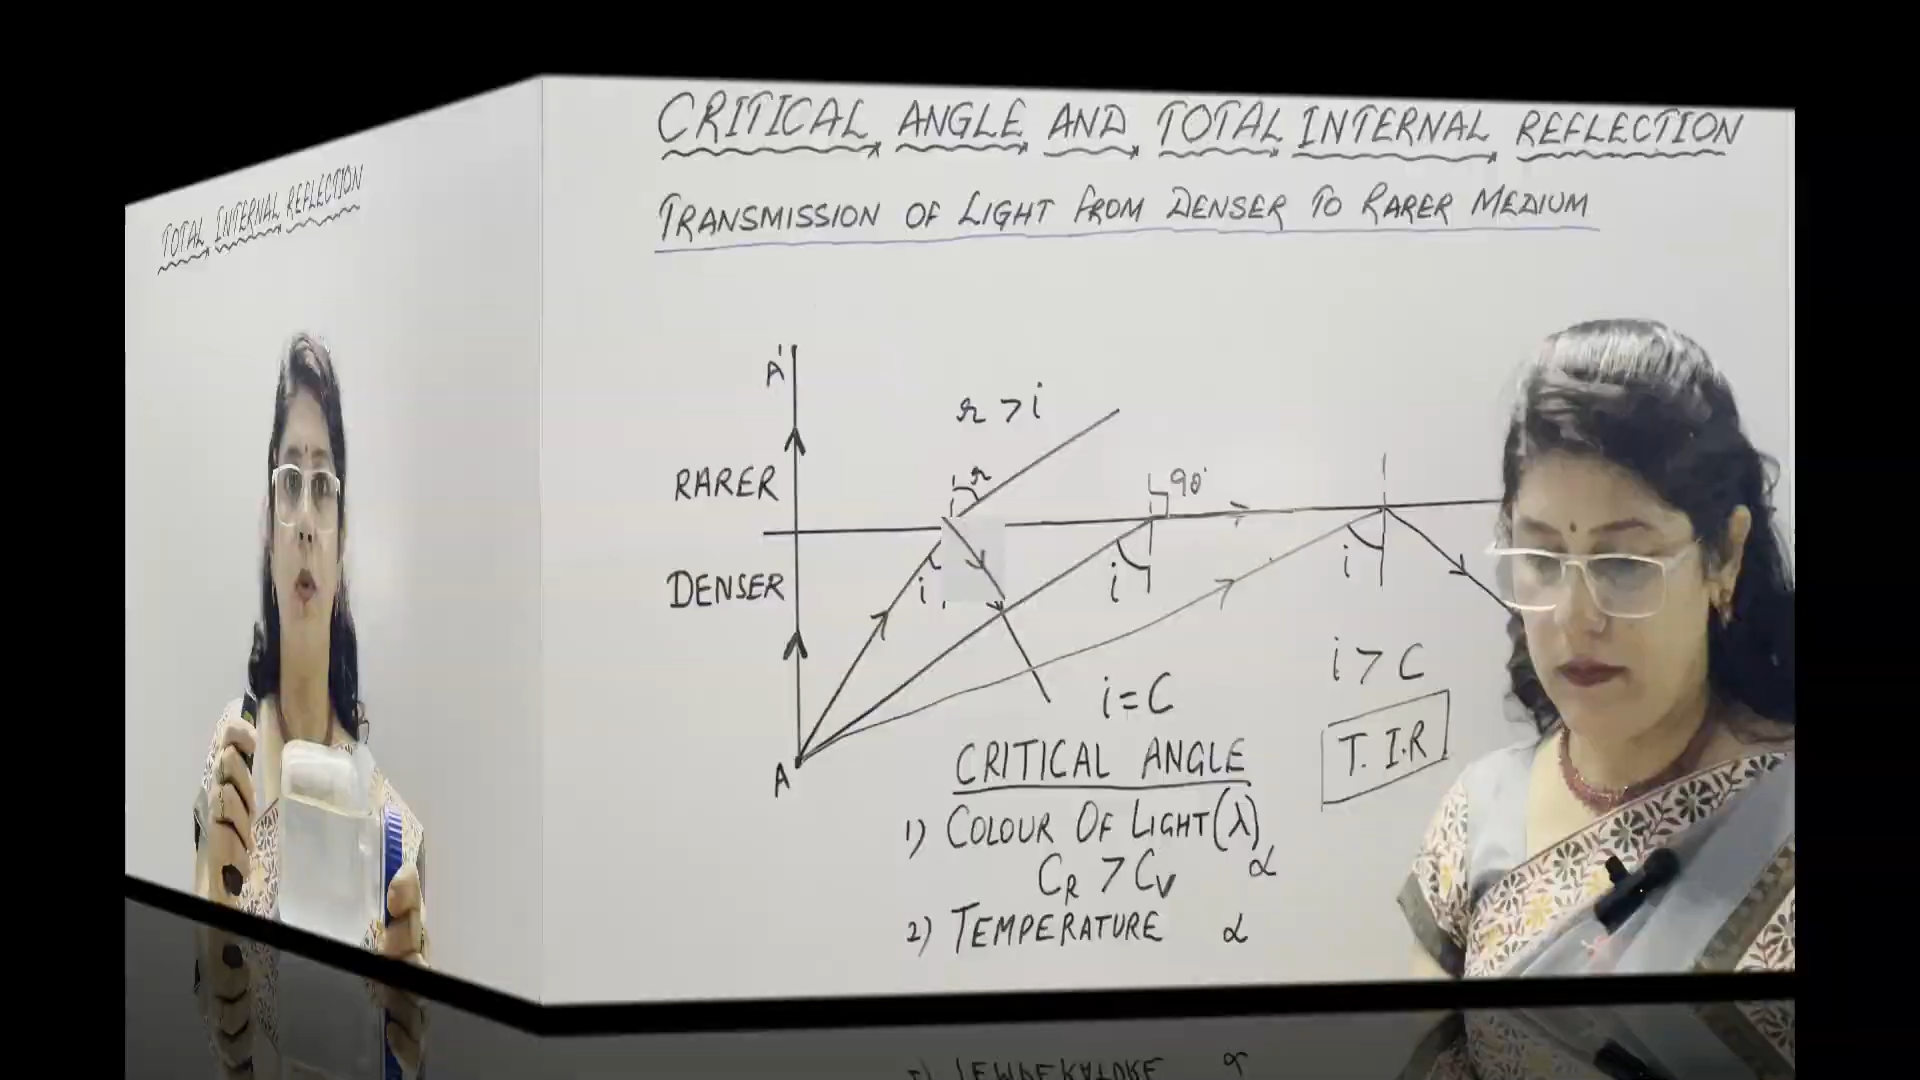 TOTAL INTERNAL REFLECTION
CRITICAL ANGLE AND TOTAL INTERNAL REFLECTION
TRANSMISSION OF LIGHT FROM DENSER TO RARER MEDIUM
A'
r > i
RARER
r
90°
DENSER
i
i
i
i > C
i = C
A
T. I.R
CRITICAL ANGLE
1) COLOUR OF LIGHT (λ)
C_R > C_V α
2) TEMPERATURE α